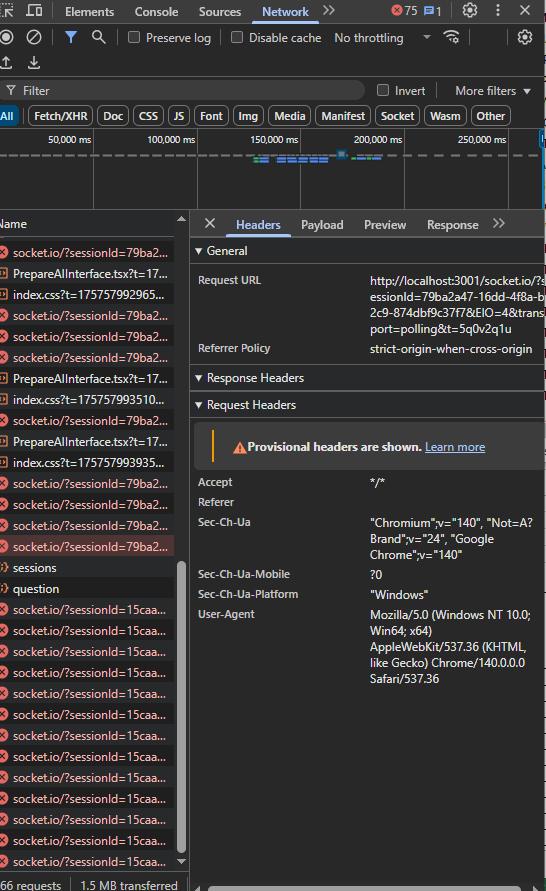 Elements Console Sources Network 75 1
Preserve log Disable cache No throttling
Filter Invert More filters
All Fetch/XHR Doc CSS JS Font Img Media Manifest Socket Wasm Other
50,000 ms 100,000 ms 150,000 ms 200,000 ms 250,000 ms
Name
socket.io/?sessionId=79ba2...
PrepareAIInterface.tsx?t=17...
index.css?t=175757992965...
socket.io/?sessionId=79ba2...
socket.io/?sessionId=79ba2...
socket.io/?sessionId=79ba2...
PrepareAIInterface.tsx?t=17...
index.css?t=175757993510...
socket.io/?sessionId=79ba2...
PrepareAIInterface.tsx?t=17...
index.css?t=175757993935...
socket.io/?sessionId=79ba2...
socket.io/?sessionId=79ba2...
socket.io/?sessionId=79ba2...
socket.io/?sessionId=79ba2...
sessions
question
socket.io/?sessionId=15caa...
socket.io/?sessionId=15caa...
socket.io/?sessionId=15caa...
socket.io/?sessionId=15caa...
socket.io/?sessionId=15caa...
socket.io/?sessionId=15caa...
socket.io/?sessionId=15caa...
socket.io/?sessionId=15caa...
socket.io/?sessionId=15caa...
socket.io/?sessionId=15caa...
socket.io/?sessionId=15caa...
socket.io/?sessionId=15caa...
socket.io/?sessionId=15caa...
66 requests 1.5 MB transferred
Headers Payload Preview Response
General
Request URL
http://localhost:3001/socket.io/?s
essionId=79ba2a47-16dd-4f8a-b
2c9-874dbf9c37f7&EIO=4&trans
port=polling&t=5q0v2q1u
Referrer Policy strict-origin-when-cross-origin
Response Headers
Request Headers
Provisional headers are shown. Learn more
Accept */*
Referer
Sec-Ch-Ua "Chromium";v="140", "Not=A?
Brand";v="24", "Google
Chrome";v="140"
Sec-Ch-Ua-Mobile ?0
Sec-Ch-Ua-Platform "Windows"
User-Agent Mozilla/5.0 (Windows NT 10.0;
Win64; x64)
AppleWebKit/537.36 (KHTML,
like Gecko) Chrome/140.0.0.0
Safari/537.36